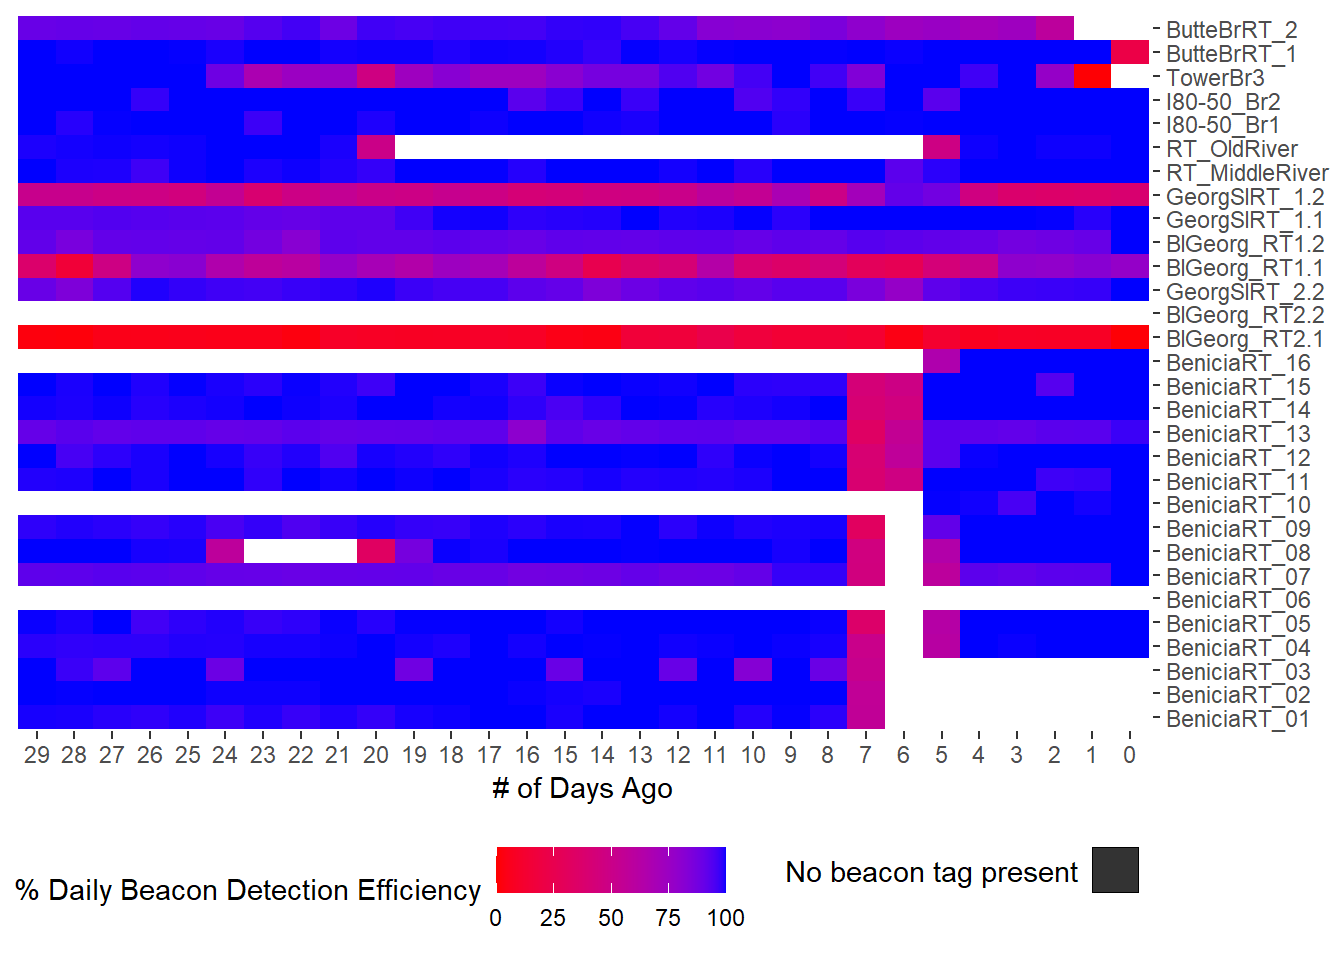 ButteBrRT_2
ButteBrRT_1
TowerBr3
I80-50_Br2
I80-50_Br1
RT_OldRiver
RT_MiddleRiver
GeorgSlRT_1.2
GeorgSlRT_1.1
BlGeorg_RT1.2
BlGeorg_RT1.1
GeorgSlRT_2.2
BlGeorg_RT2.2
BlGeorg_RT2.1
BeniciaRT_16
BeniciaRT_15
BeniciaRT_14
BeniciaRT_13
BeniciaRT_12
BeniciaRT_11
BeniciaRT_10
BeniciaRT_09
BeniciaRT_08
BeniciaRT_07
BeniciaRT_06
BeniciaRT_05
BeniciaRT_04
BeniciaRT_03
BeniciaRT_02
BeniciaRT_01
29 28 27 26 25 24 23 22 21 20 19 18 17 16 15 14 13 12 11 10 9 8 7 6 5 4 3 2 1 0
# of Days Ago
% Daily Beacon Detection Efficiency
0 25 50 75 100
No beacon tag present